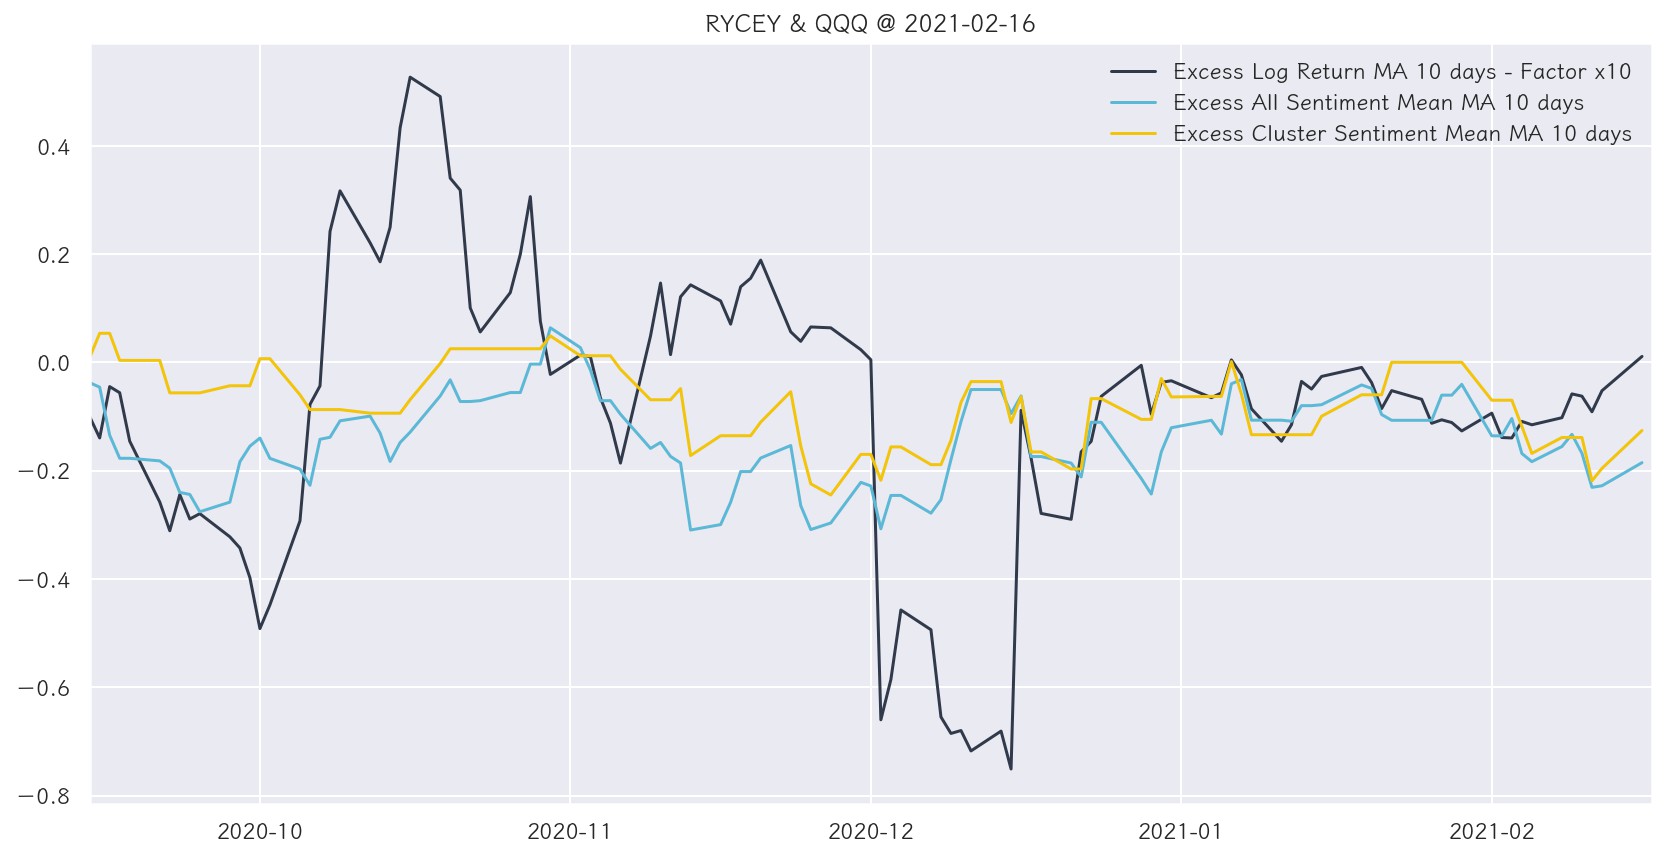 RYCEY & QQQ @ 2021-02-16
Excess Log Return MA 10 days - Factor x10
Excess All Sentiment Mean MA 10 days
Excess Cluster Sentiment Mean MA 10 days
0.4
0.2
0.0
−0.2
−0.4
−0.6
−0.8
2020-10 2020-11 2020-12 2021-01 2021-02